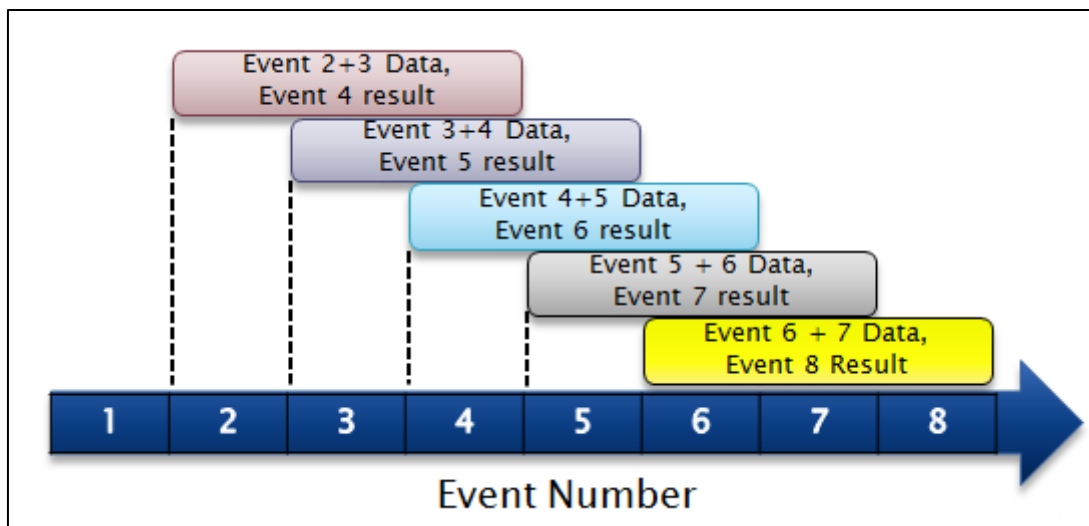 Event 2+3 Data,
Event 4 result
Event 3+4 Data,
Event 5 result
Event 4+5 Data,
Event 6 result
Event 5 + 6 Data,
Event 7 result
Event 6 + 7 Data,
Event 8 Result
1 2 3 4 5 6 7 8
Event Number